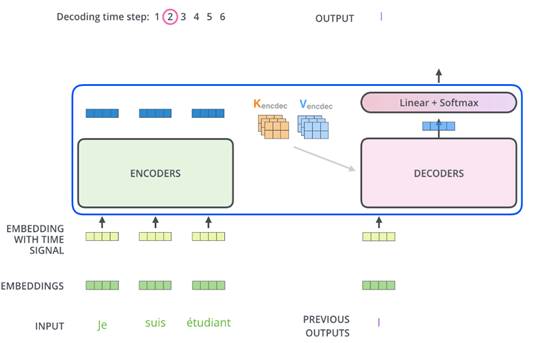 Decoding time step: 1 2 3 4 5 6
OUTPUT I
Kencdec Vencdec
Linear + Softmax
ENCODERS
DECODERS
EMBEDDING
WITH TIME
SIGNAL
EMBEDDINGS
INPUT Je suis étudiant
PREVIOUS
OUTPUTS I